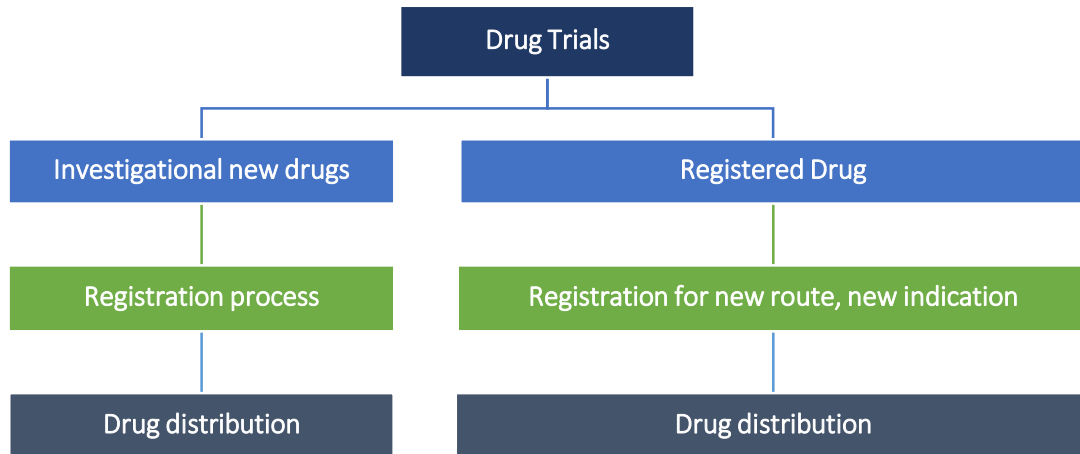 Drug Trials
Investigational new drugs
Registered Drug
Registration process
Registration for new route, new indication
Drug distribution
Drug distribution